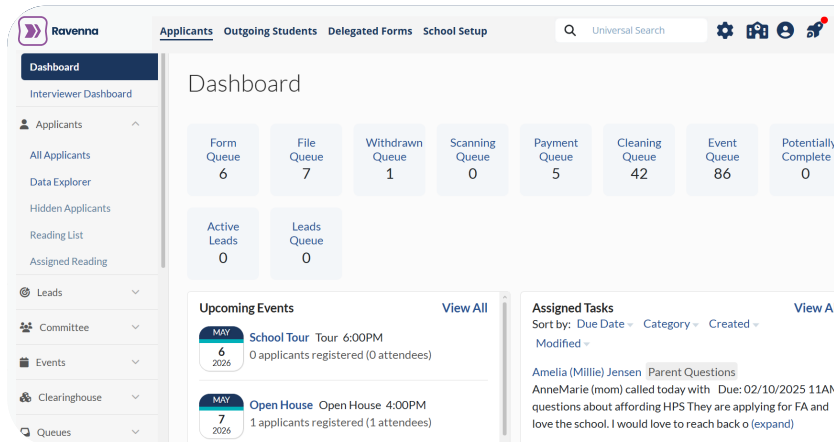 Ravenna
Applicants Outgoing Students Delegated Forms School Setup
Universal Search
Dashboard
Interviewer Dashboard
Applicants
All Applicants
Data Explorer
Hidden Applicants
Reading List
Assigned Reading
Leads
Committee
Events
Clearinghouse
Queues
Dashboard
Form
Queue
6
File
Queue
7
Withdrawn
Queue
1
Scanning
Queue
0
Payment
Queue
5
Cleaning
Queue
42
Event
Queue
86
Potentially
Complete
0
Active
Leads
0
Leads
Queue
0
Upcoming Events View All
MAY
6
2026
School Tour Tour 6:00PM
0 applicants registered (0 attendees)
MAY
7
2026
Open House Open House 4:00PM
1 applicants registered (1 attendees)
Assigned Tasks View A
Sort by: Due Date Category Created
Modified
Amelia (Millie) Jensen Parent Questions
AnneMarie (mom) called today with Due: 02/10/2025 11AM
questions about affording HPS They are applying for FA and
love the school. I would love to reach back o (expand)